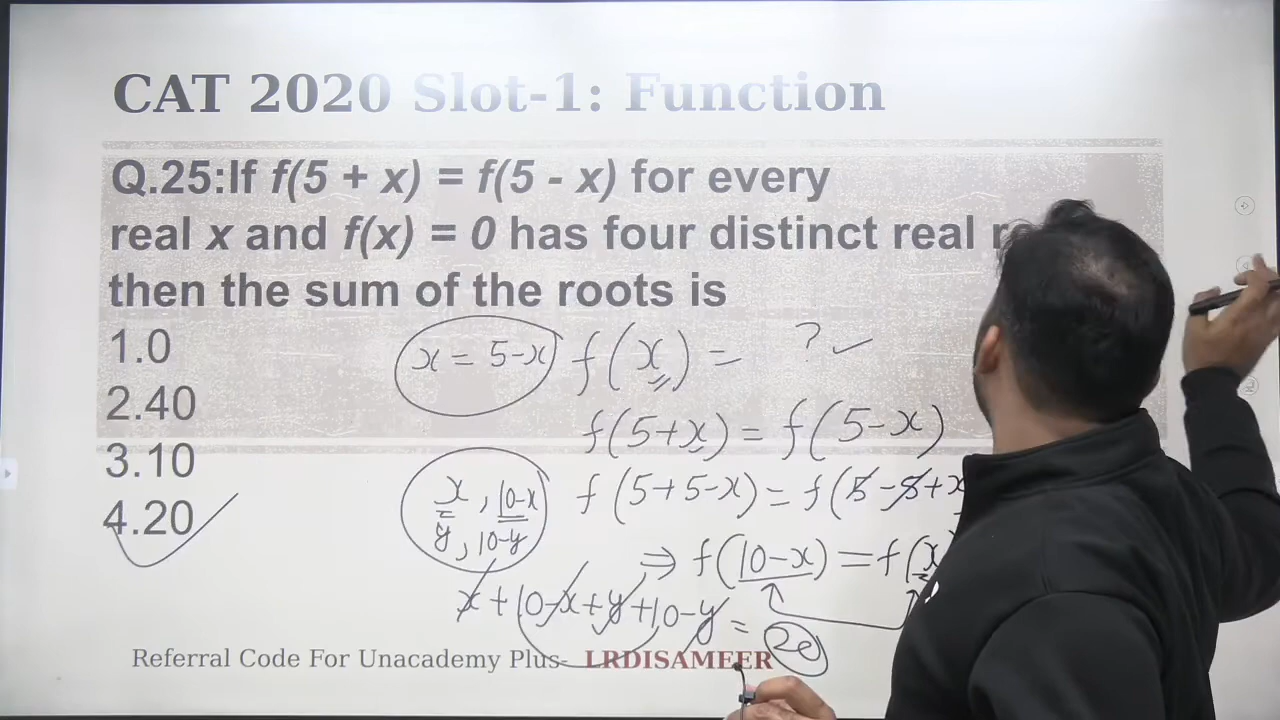 CAT 2020 Slot-1: Function
Q.25:If f(5 + x) = f(5 - x) for every
real x and f(x) = 0 has four distinct real
then the sum of the roots is
1.0
2.40
3.10
4.20
x = 5-x f(x) = ?
f(5+x) = f(5-x)
f(5+5-x) = f(5-5+x
x, 10-x
y, 10-y
⇒ f(10-x) = f(x
x+10-x+y+10-y = 20
Referral Code For Unacademy Plus- LRDISAMEER